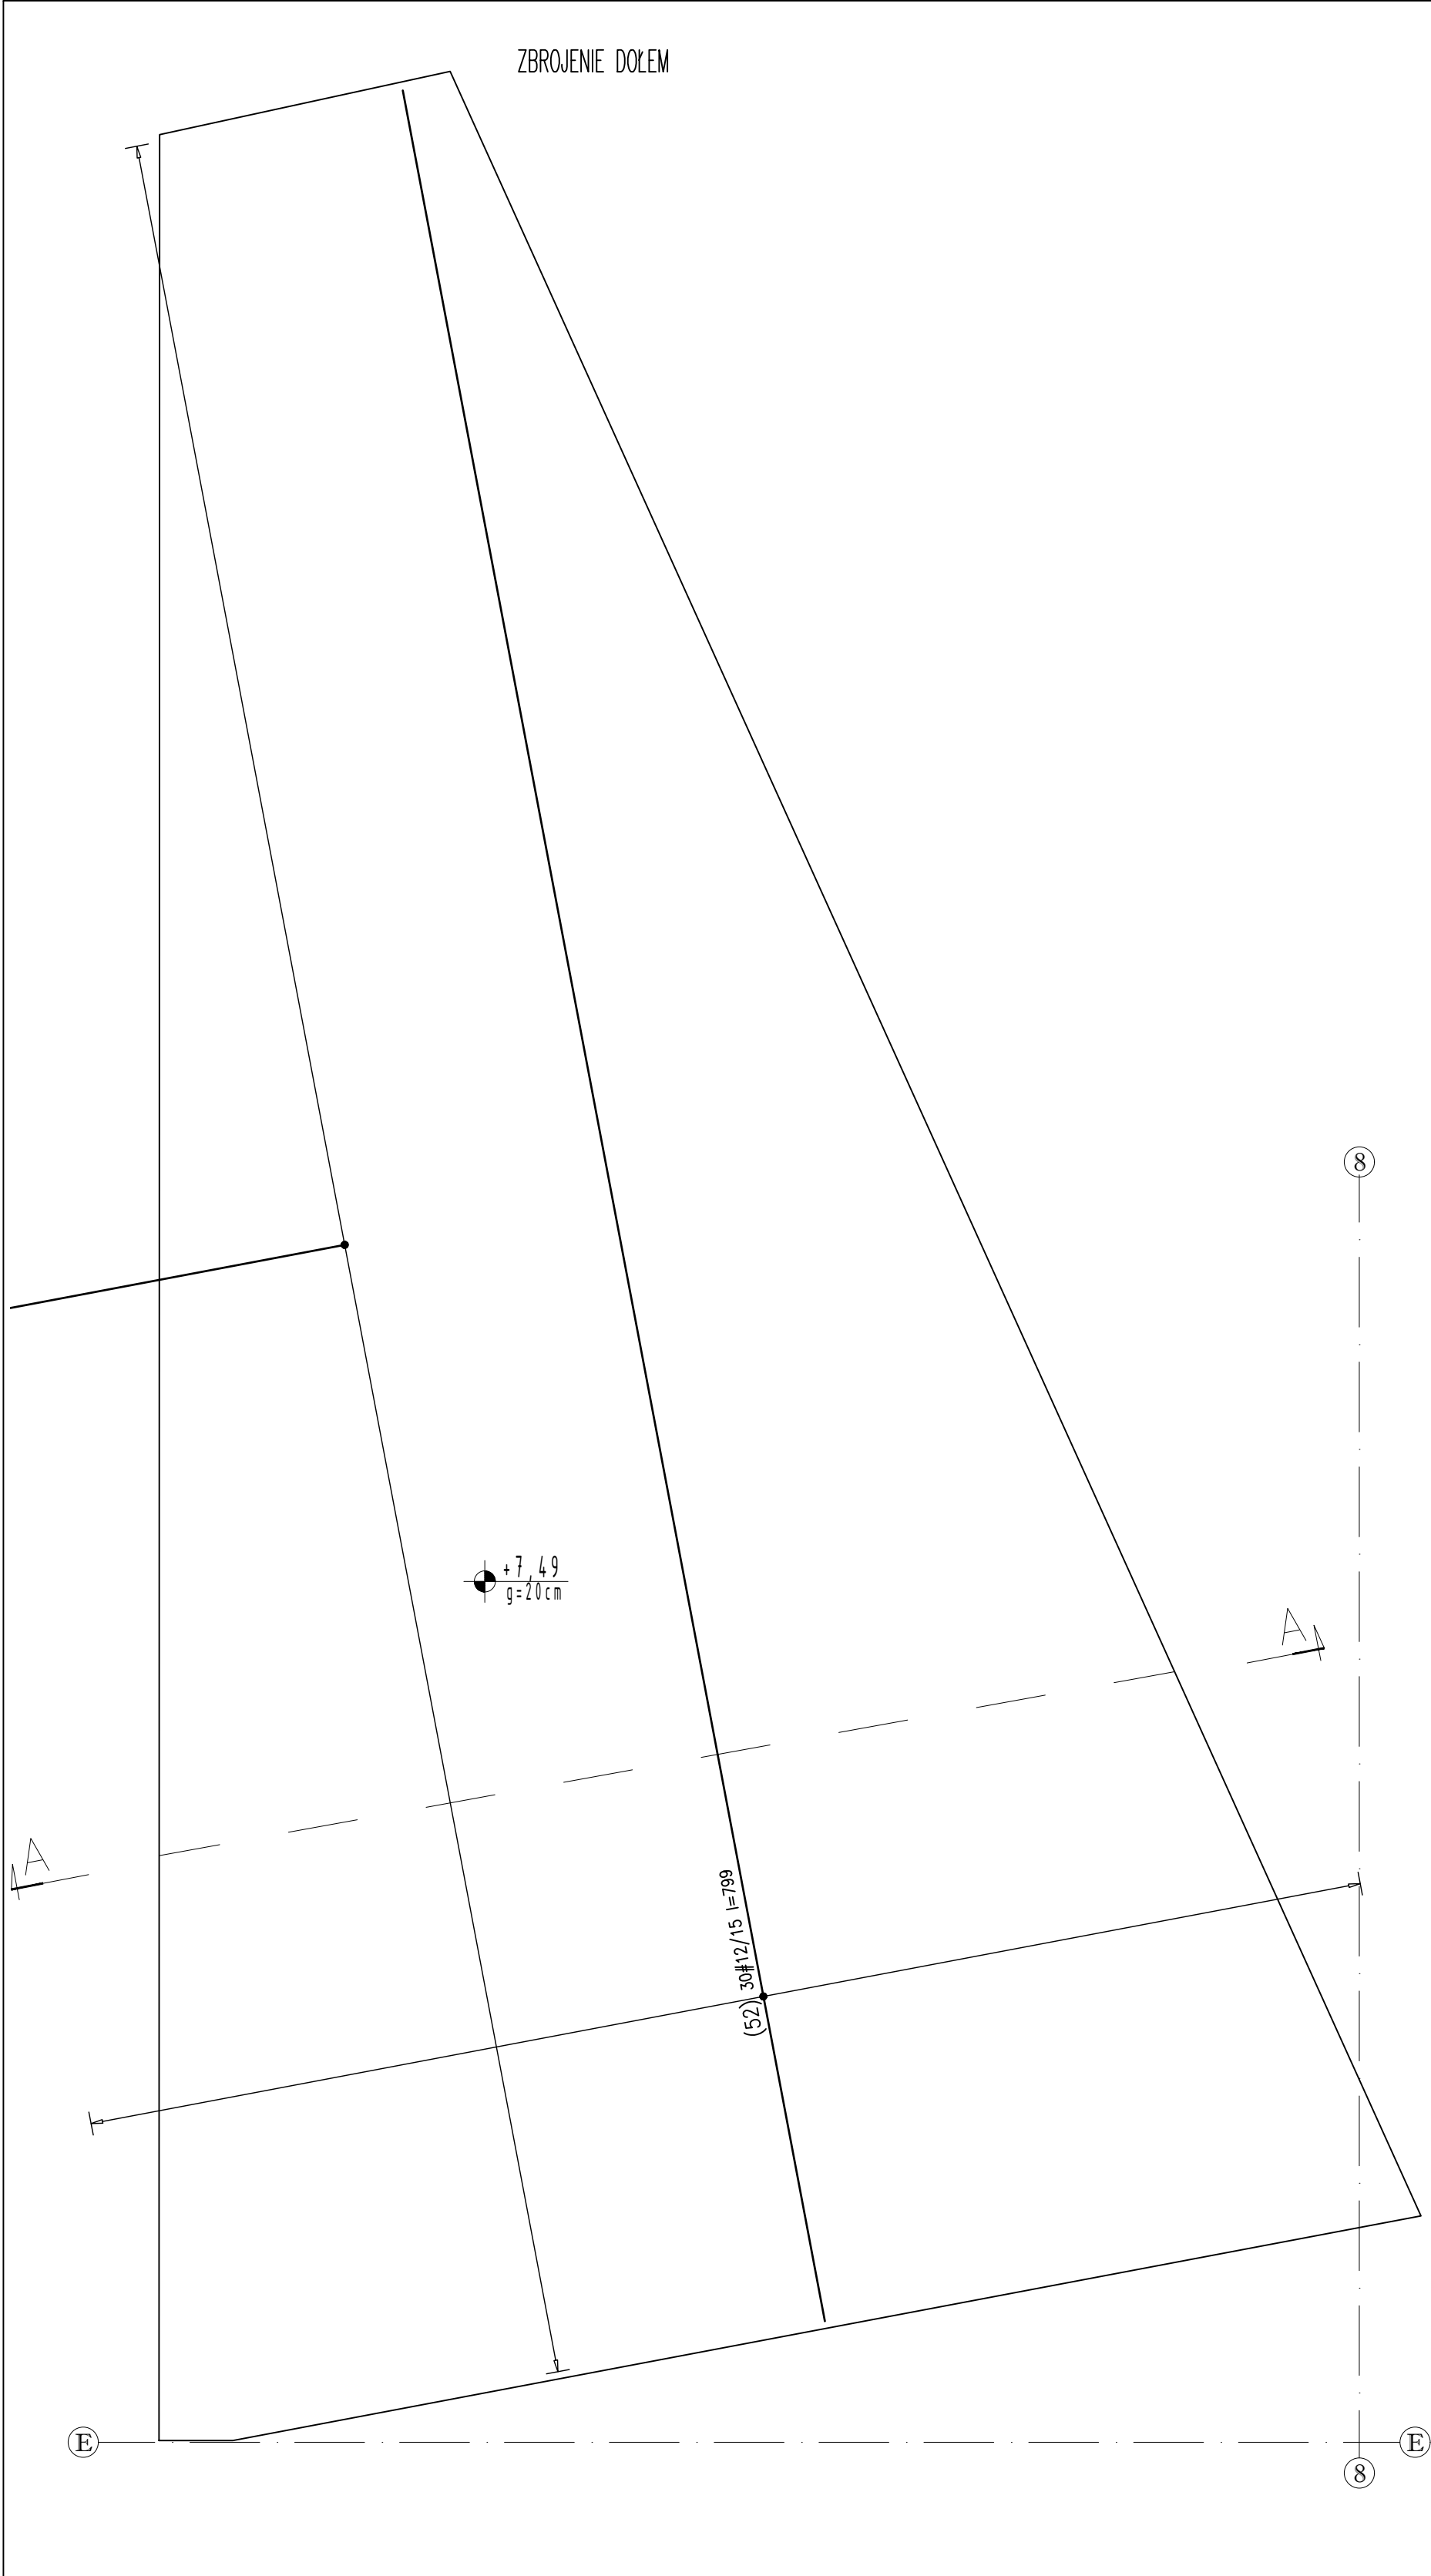 ZBROJENIE DOŁEM
8
+7,49
g=20cm
A
A
(52) 30#12/15 l=799
E
E
8